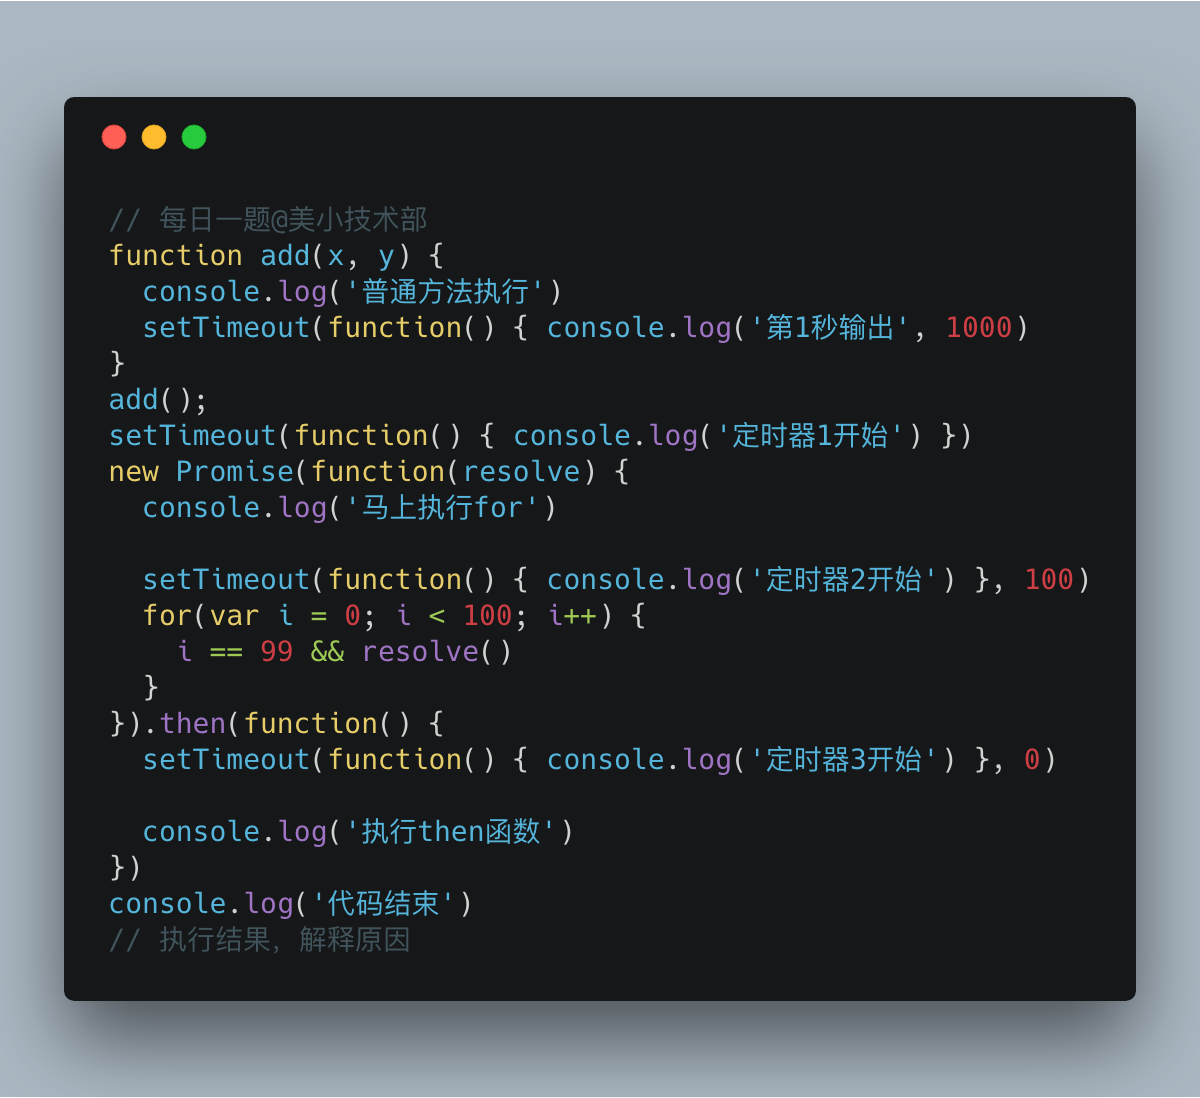 // 每日一题@美小技术部
function add(x, y) {
  console.log('普通方法执行')
  setTimeout(function() { console.log('第1秒输出', 1000)
}
add();
setTimeout(function() { console.log('定时器1开始') })
new Promise(function(resolve) {
  console.log('马上执行for')
  setTimeout(function() { console.log('定时器2开始') }, 100)
  for(var i = 0; i < 100; i++) {
    i == 99 && resolve()
  }
}).then(function() {
  setTimeout(function() { console.log('定时器3开始') }, 0)
  console.log('执行then函数')
})
console.log('代码结束')
// 执行结果，解释原因